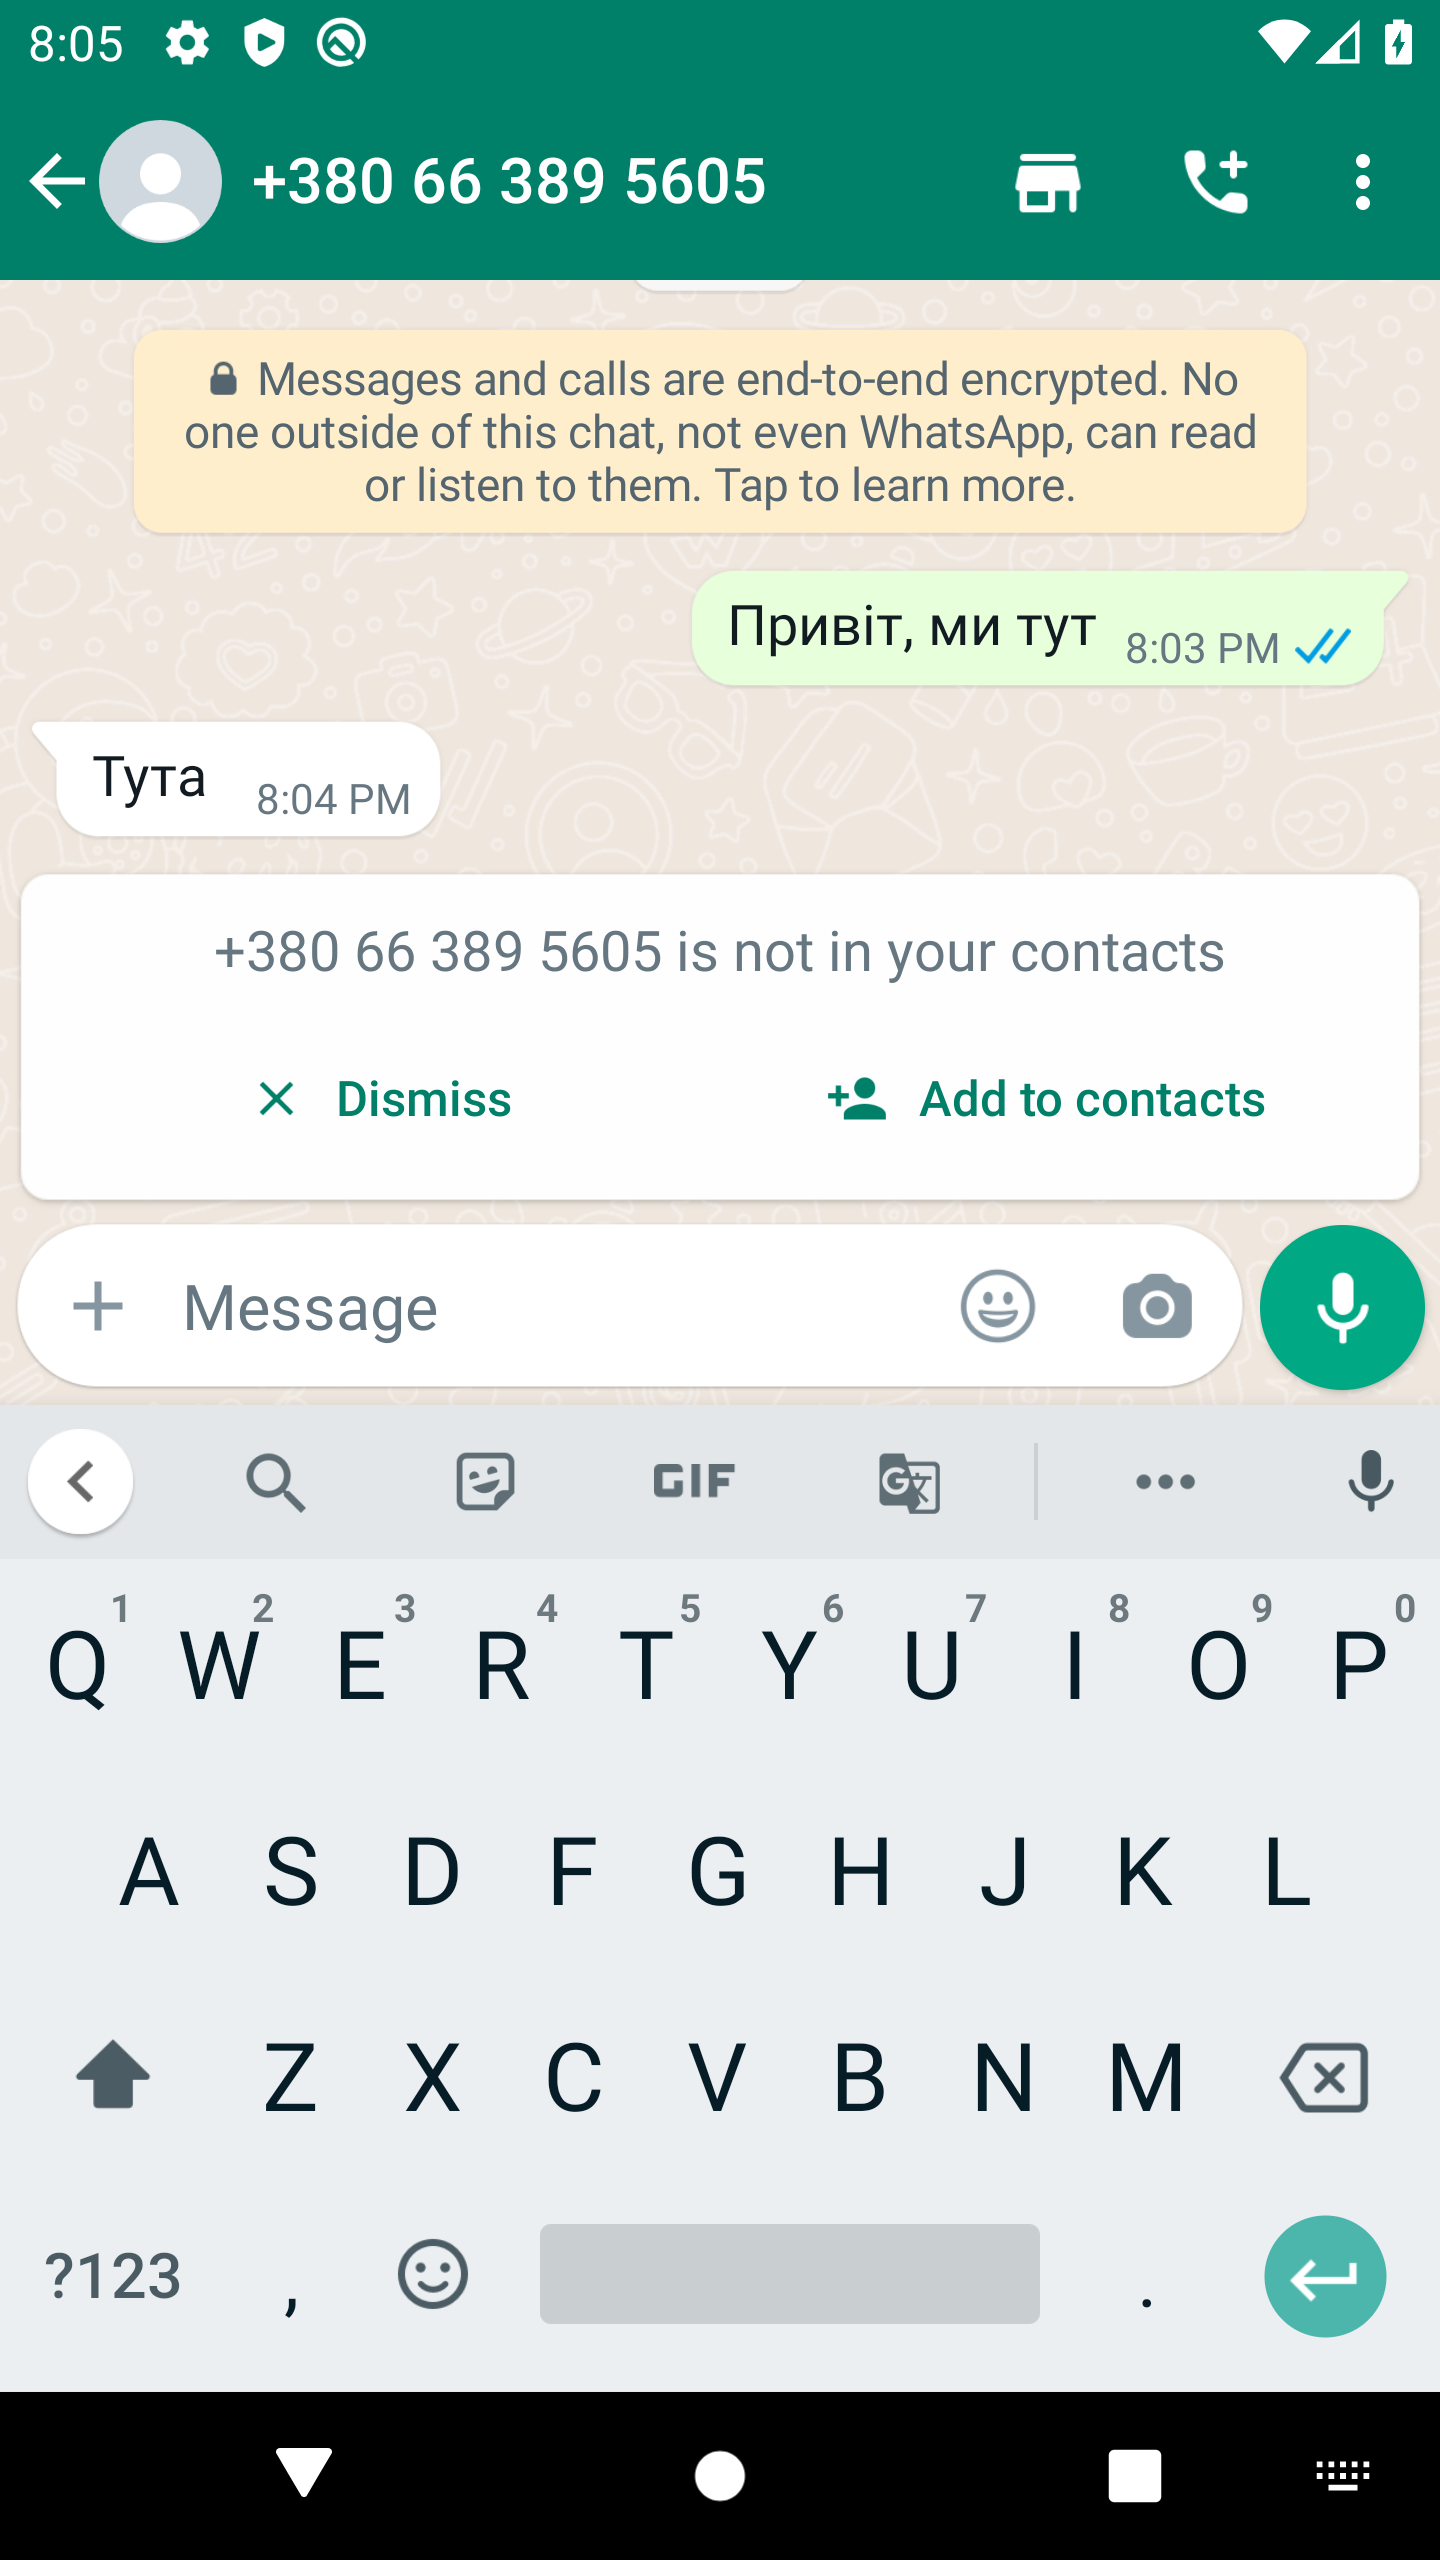 8:05
+380 66 389 5605
Messages and calls are end-to-end encrypted. No
one outside of this chat, not even WhatsApp, can read
or listen to them. Tap to learn more.
Привіт, ми тут 8:03 PM
Тута 8:04 PM
+380 66 389 5605 is not in your contacts
Dismiss Add to contacts
Message
GIF G
1 2 3 4 5 6 7 8 9 0
Q W E R T Y U I O P
A S D F G H J K L
Z X C V B N M
?123 , .